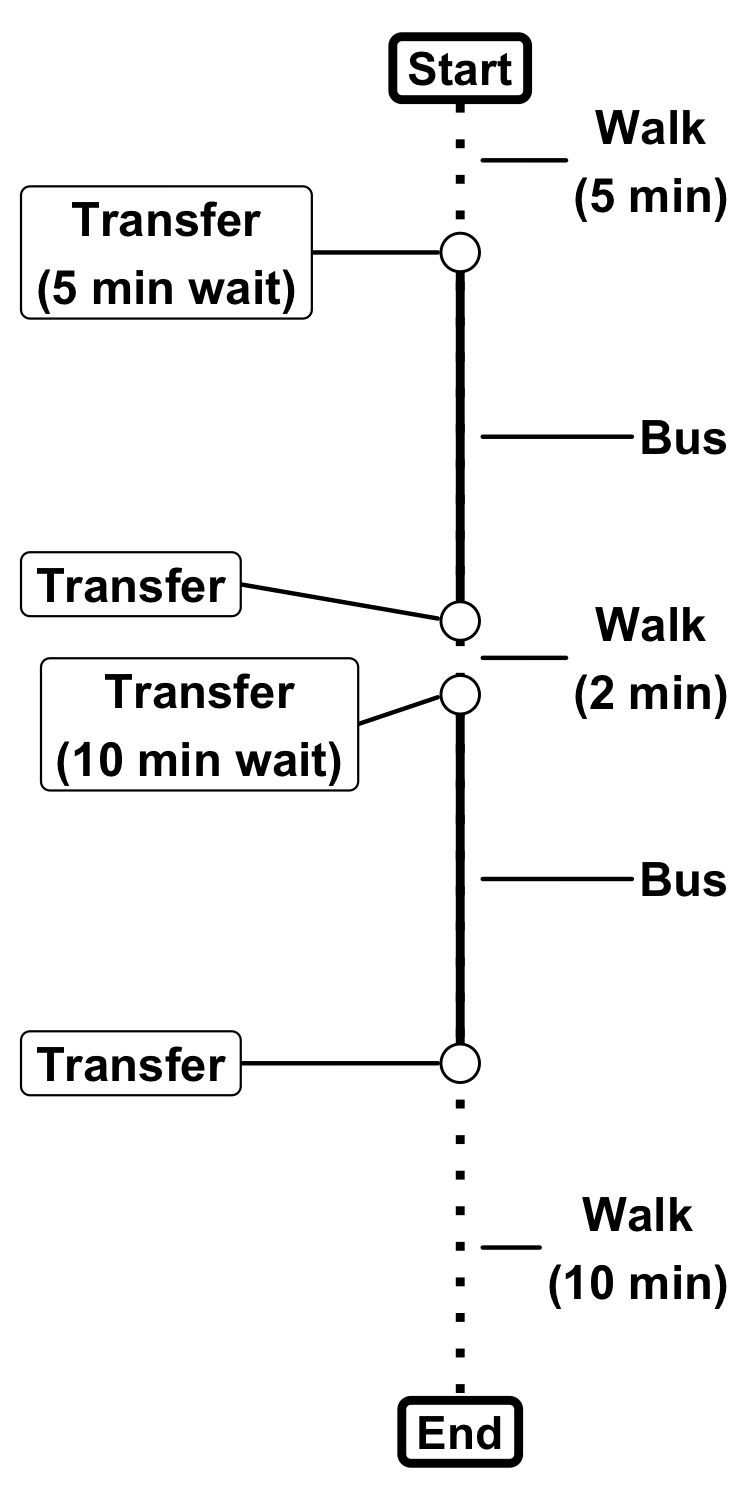 Start
Walk
(5 min)
Transfer
(5 min wait)
Bus
Transfer
Walk
(2 min)
Transfer
(10 min wait)
Bus
Transfer
Walk
(10 min)
End